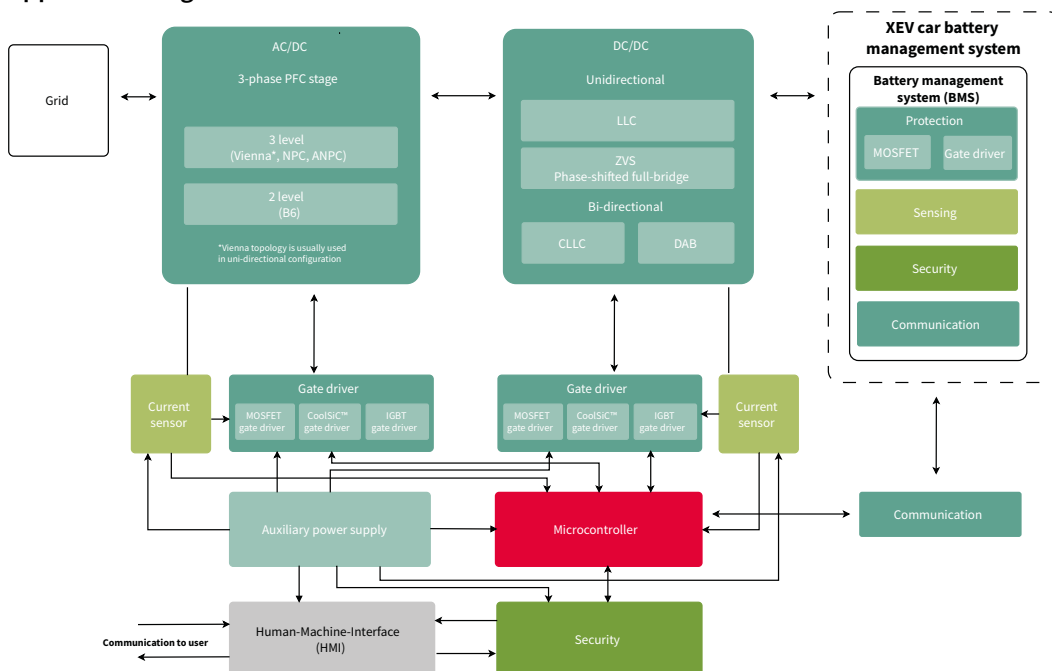 Grid
AC/DC
3-phase PFC stage
3 level
(Vienna*, NPC, ANPC)
2 level
(B6)
*Vienna topology is usually used
in uni-directional configuration
DC/DC
Unidirectional
LLC
ZVS
Phase-shifted full-bridge
Bi-directional
CLLC
DAB
XEV car battery
management system
Battery management
system (BMS)
Protection
MOSFET
Gate driver
Sensing
Security
Communication
Current
sensor
Gate driver
MOSFET
gate driver
CoolSiC™
gate driver
IGBT
gate driver
Gate driver
MOSFET
gate driver
CoolSiC™
gate driver
IGBT
gate driver
Current
sensor
Auxiliary power supply
Microcontroller
Communication
Communication to user
Human-Machine-Interface
(HMI)
Security